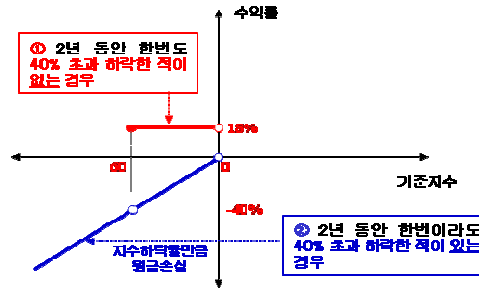 수익률
① 2년 동안 한번도
40% 초과 하락한 적이
없는 경우
기준지수
-40%
② 2년 동안 한번이라도
40% 초과 하락한 적이 있는
경우
지수하락률만큼
원금손실